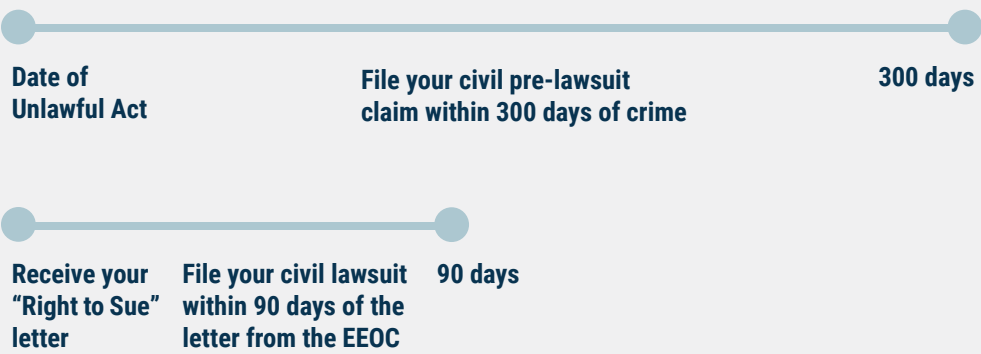 Date of
Unlawful Act
File your civil pre-lawsuit
claim within 300 days of crime
300 days
Receive your
“Right to Sue”
letter
File your civil lawsuit
within 90 days of the
letter from the EEOC
90 days